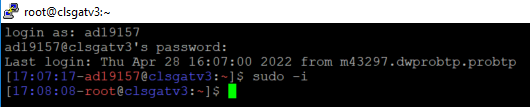 root@clsgatv3:~
login as: ad19157
ad19157@clsgatv3's password:
Last login: Thu Apr 28 16:07:00 2022 from m43297.dwprobtp.probtp
[17:07:17-ad19157@clsgatv3:~]$ sudo -i
[17:08:08-root@clsgatv3:~]$